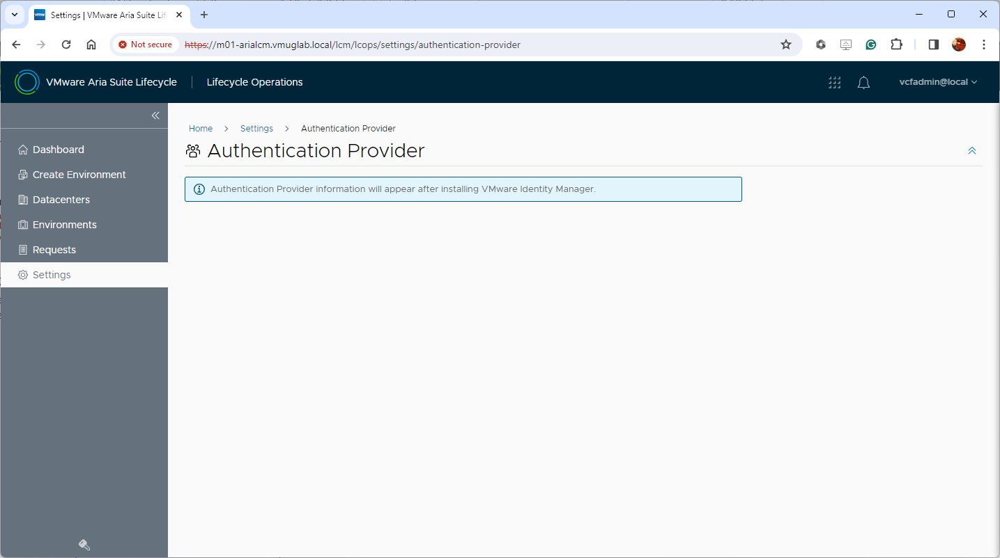 vmw Settings | VMware Aria Suite Lif
Not secure https://m01-arialcm.vmuglab.local/lcm/lcops/settings/authentication-provider
VMware Aria Suite Lifecycle Lifecycle Operations vcfadmin@local
Home Settings Authentication Provider
Authentication Provider
Authentication Provider information will appear after installing VMware Identity Manager.
Dashboard
Create Environment
Datacenters
Environments
Requests
Settings